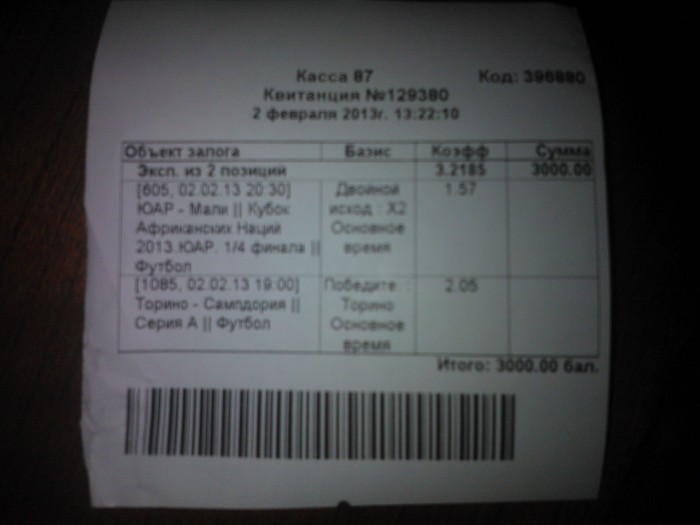 Касса 87 Код: 396880
Квитанция №129380
2 февраля 2013г. 13:22:10
Объект залога Базис Коэфф Сумма
Эксп. из 2 позиций 3.2185 3000.00
[605, 02.02.13 20:30] Двойной 1.57
ЮАР - Мали || Кубок исход : X2
Африканских Наций Основное
2013.ЮАР. 1/4 финала || время
Футбол
[1085, 02.02.13 19:00] Победите : 2.05
Торино - Сампдория || Торино
Серия А || Футбол Основное
время
Итого: 3000.00 бал.